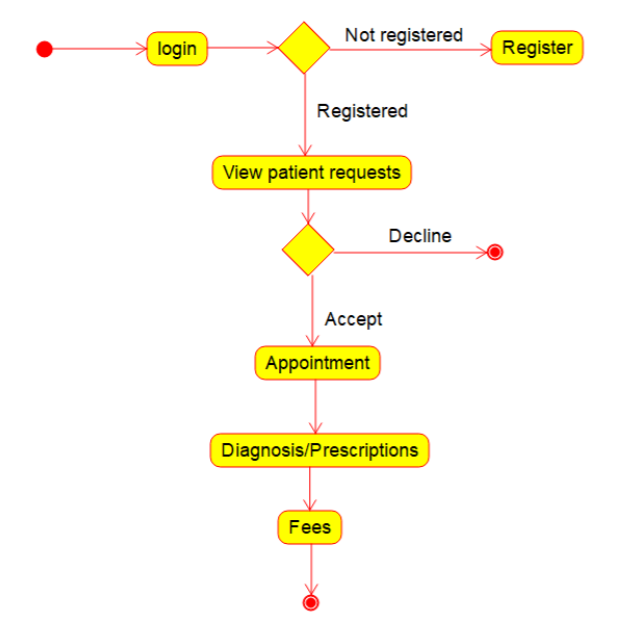 login
Not registered
Register
Registered
View patient requests
Decline
Accept
Appointment
Diagnosis/Prescriptions
Fees